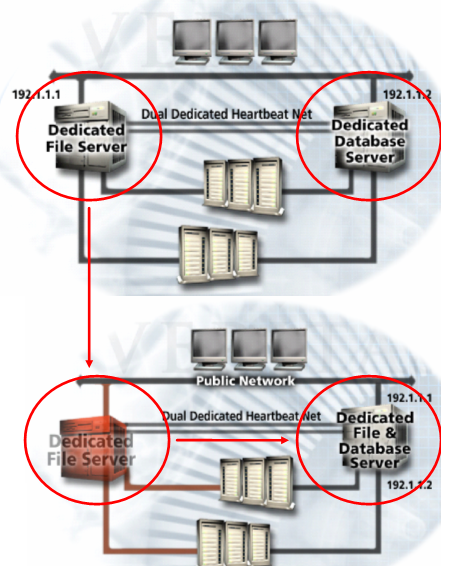 192.1.1.1
192.1.1.2
Dual Dedicated Heartbeat Net
Dedicated
File Server
Dedicated
Database
Server
Public Network
192.1.1.1
Dual Dedicated Heartbeat Net
Dedicated
File Server
Dedicated
File &
Database
Server
192.1.1.2